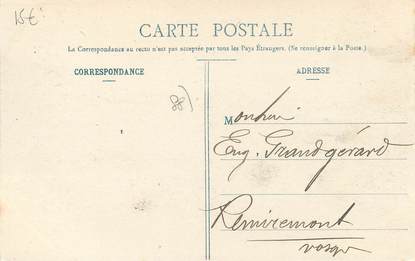 15€
CARTE POSTALE
La Correspondance au recto n'est pas acceptée par tous les Pays Étrangers. (Se renseigner à la Poste.)
CORRESPONDANCE
ADRESSE
88)
Monsieur
Eug. Grandgérard
Remiremont
Vosges